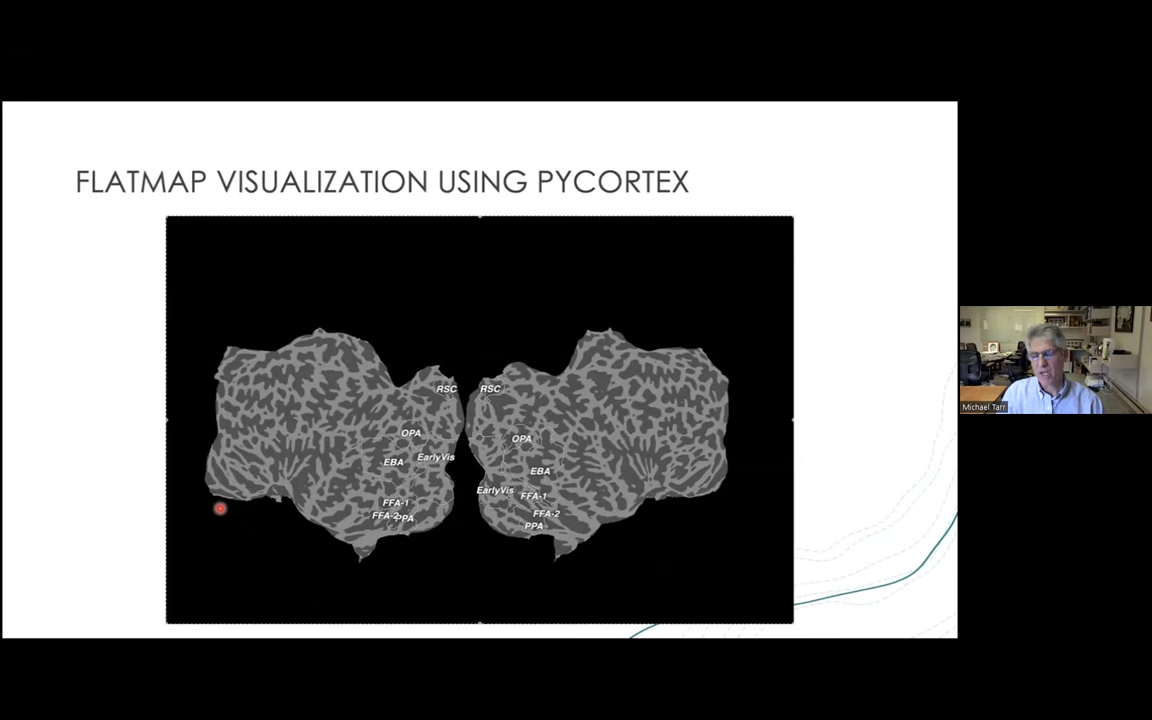 FLATMAP VISUALIZATION USING PYCORTEX
RSC RSC
OPA OPA
EBA EarlyVis EBA
EarlyVis FFA-1
FFA-1
FFA-2 PPA FFA-2
PPA
Michael Tarr